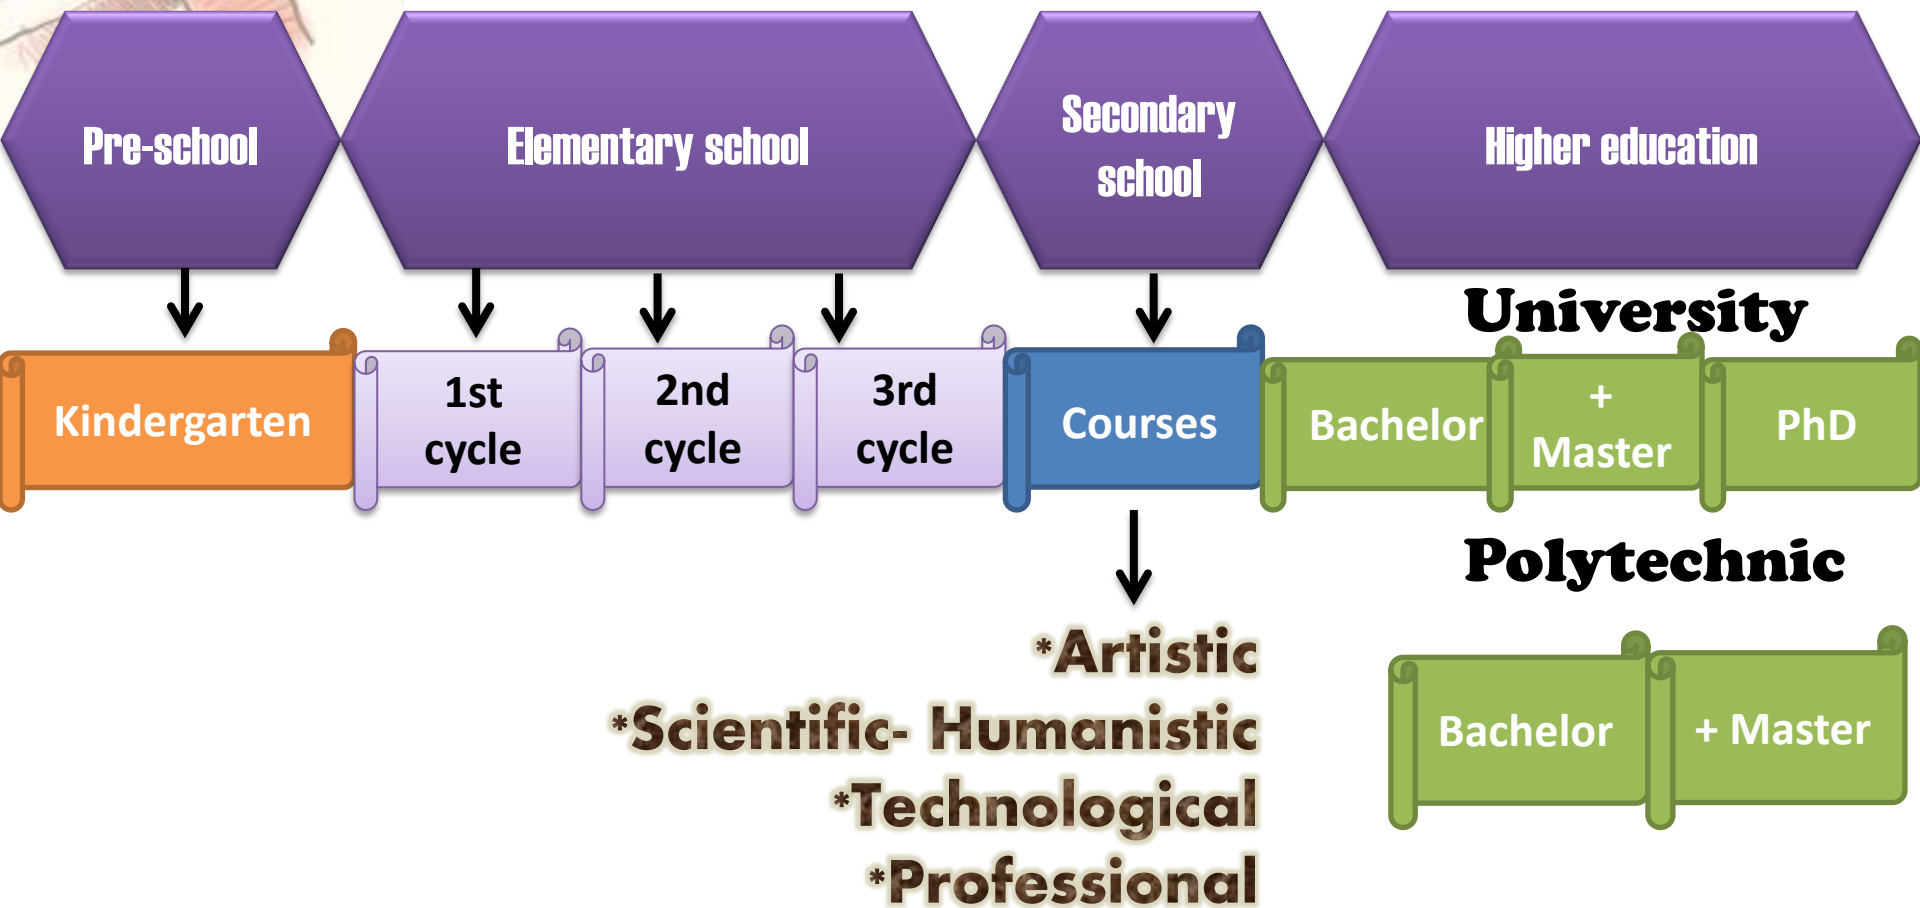 Pre-school
Elementary school
Secondary
school
Higher education
University
Kindergarten
1st
cycle
2nd
cycle
3rd
cycle
Courses
Bachelor
+
Master
PhD
Polytechnic
*Artistic
*Scientific- Humanistic
*Technological
*Professional
Bachelor
+ Master